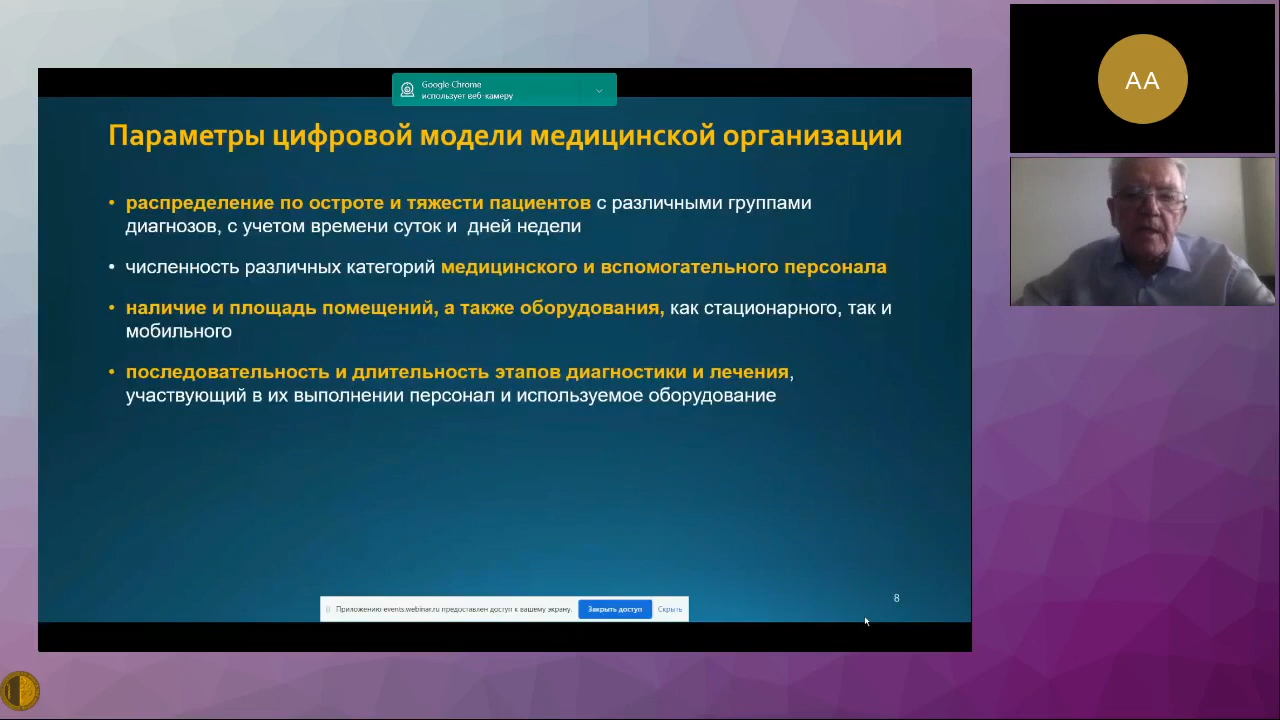 Google Chrome
использует веб-камеру
Параметры цифровой модели медицинской организации
• распределение по остроте и тяжести пациентов с различными группами
диагнозов, с учетом времени суток и дней недели
• численность различных категорий медицинского и вспомогательного персонала
• наличие и площадь помещений, а также оборудования, как стационарного, так и
мобильного
• последовательность и длительность этапов диагностики и лечения,
участвующий в их выполнении персонал и используемое оборудование
Приложению events.webinar.ru предоставлен доступ к вашему экрану. Закрыть доступ Скрыть
8
АА